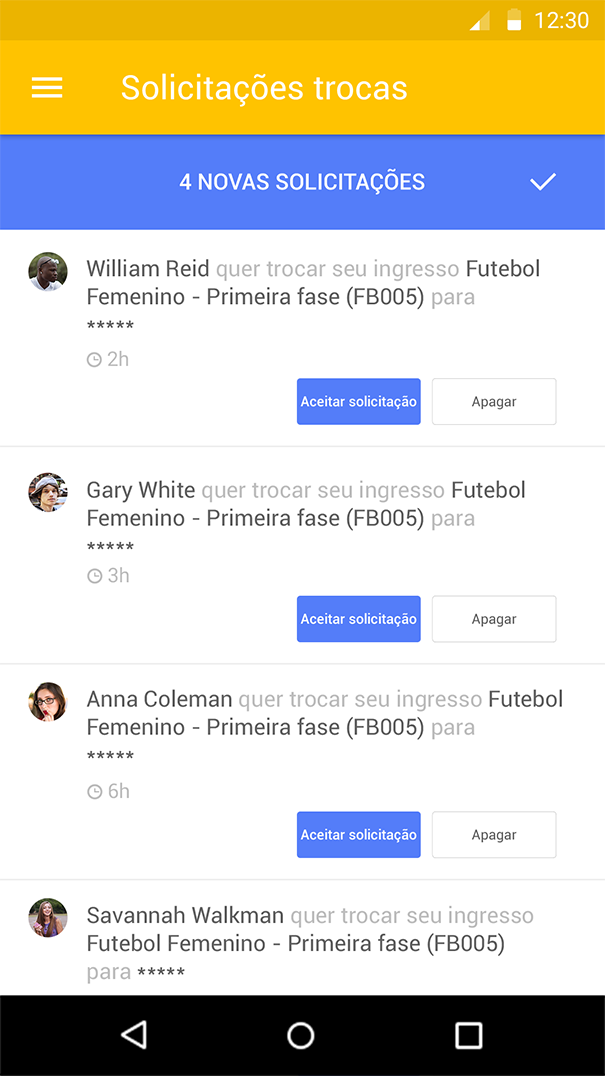 12:30
Solicitações trocas
4 NOVAS SOLICITAÇÕES
William Reid quer trocar seu ingresso Futebol
Femenino - Primeira fase (FB005) para
*****
2h
Aceitar solicitação Apagar
Gary White quer trocar seu ingresso Futebol
Femenino - Primeira fase (FB005) para
*****
3h
Aceitar solicitação Apagar
Anna Coleman quer trocar seu ingresso Futebol
Femenino - Primeira fase (FB005) para
*****
6h
Aceitar solicitação Apagar
Savannah Walkman quer trocar seu ingresso
Futebol Femenino - Primeira fase (FB005)
para *****